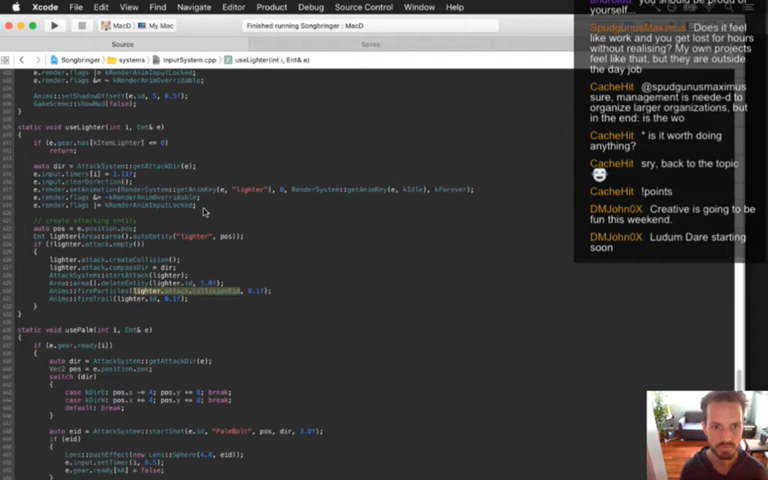 Xcode File Edit View Find Navigate Editor Product Debug Source Control Window Help
MacD My Mac
Finished running Songbringer : MacD
Source
Saves
Songbringer systems InputSystem.cpp useLighter(int i, Ent& e)
e.render.flags |= kRenderAnimInputLocked;
e.render.flags &= ~ kRenderAnimOverridable;
Anims::setShadowOffsetY(e.id, 5, 0.5f);
GameScene::showHud(false);
}
static void useLighter(int i, Ent& e)
{
if (e.gear.has[kItemLighter] <= 0)
return;
auto dir = AttackSystem::getAttackDir(e);
e.input.timers[i] = 1.13f;
e.input.clearDirection();
e.render.setAnimation(RenderSystem::getAnimKey(e, "lighter"), 0, RenderSystem::getAnimKey(e, kIdle), kForever);
e.render.flags &= ~kRenderAnimOverridable;
e.render.flags |= kRenderAnimInputLocked;
// create attacking entity
auto pos = e.position.pos;
Ent lighter(Area::area().autoEntity("lighter", pos));
if (!lighter.attack.empty())
{
lighter.attack.createCollision();
lighter.attack.compassDir = dir;
AttackSystem::startAttack(lighter);
Area::area().deleteEntity(lighter.id, 1.0f);
Anims::fireParticles(lighter.attack.collisionEid, 0.1f);
Anims::fireTrail(lighter.id, 0.1f);
}
}
static void usePalm(int i, Ent& e)
{
if (e.gear.ready[i])
{
auto dir = AttackSystem::getAttackDir(e);
Vec2 pos = e.position.pos;
switch (dir)
{
case kDirE: pos.x -= 4; pos.y += 8; break;
case kDirW: pos.x += 4; pos.y += 8; break;
default: break;
}
auto eid = AttackSystem::startShot(e.id, "PalmBolt", pos, dir, 3.0f);
if (eid)
{
Lens::pushEffect(new Lens::Sphere(4.0, eid));
e.input.setTimer(i, 0.5);
e.gear.ready[kA] = false;
yourself...
SpudgunusMaximus Does it feel
like work and you get lost for hours
without realising? My own projects
feel like that, but they are outside
the day job
CacheHit @spudgunusmaximus
sure, management is neede-d to
organize larger organizations, but
in the end: is the wo
CacheHit * is it worth doing
anything?
CacheHit sry, back to the topic
CacheHit !points
DMJohn0X Creative is going to be
fun this weekend.
DMJohn0X Ludum Dare starting
soon